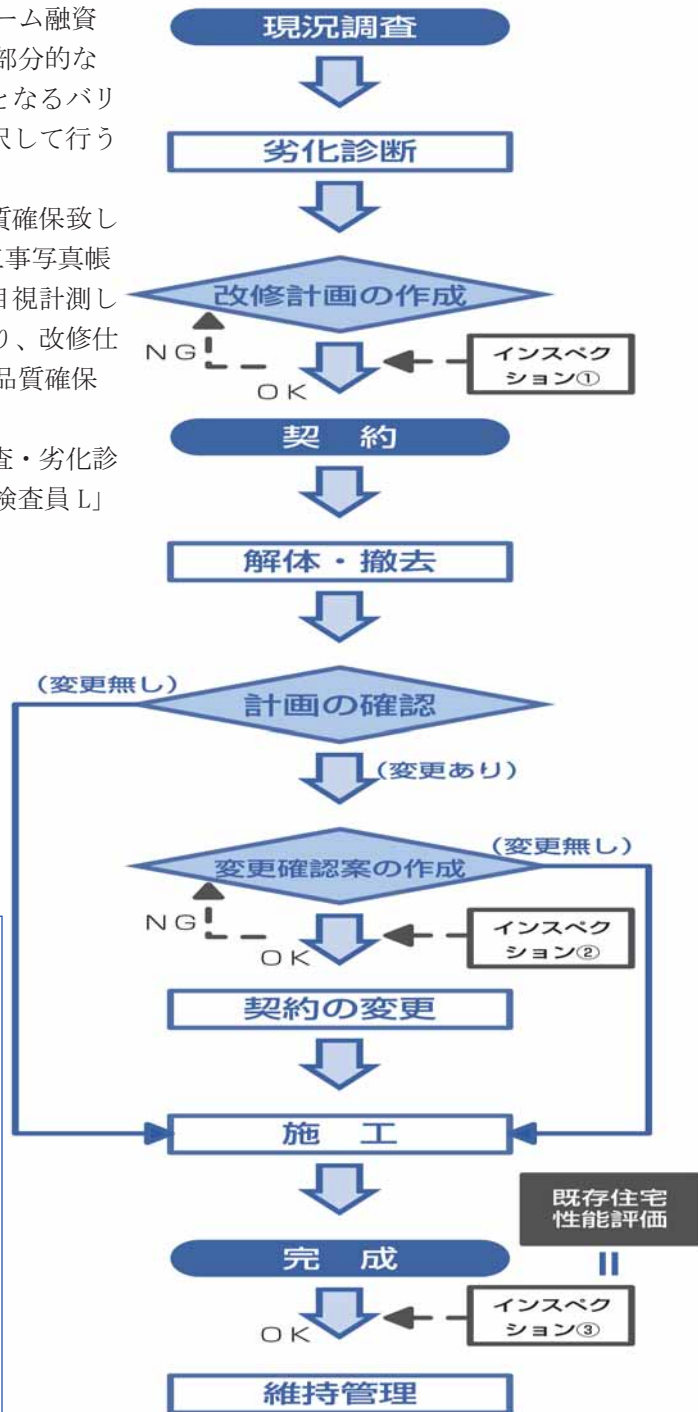 ーム融資
部分的な
となるバリ
択して行う
質確保致し
工事写真帳
目視計測し
り、改修仕
品質確保
査・劣化診
検査員 L」
現況調査
劣化診断
改修計画の作成
NG
OK
インスペク
ション①
契 約
解体・撤去
計画の確認
(変更無し)
(変更あり)
変更確認案の作成
(変更無し)
NG
OK
インスペク
ション②
契約の変更
施 工
既存住宅
性能評価
完 成
OK
インスペク
ション③
維持管理